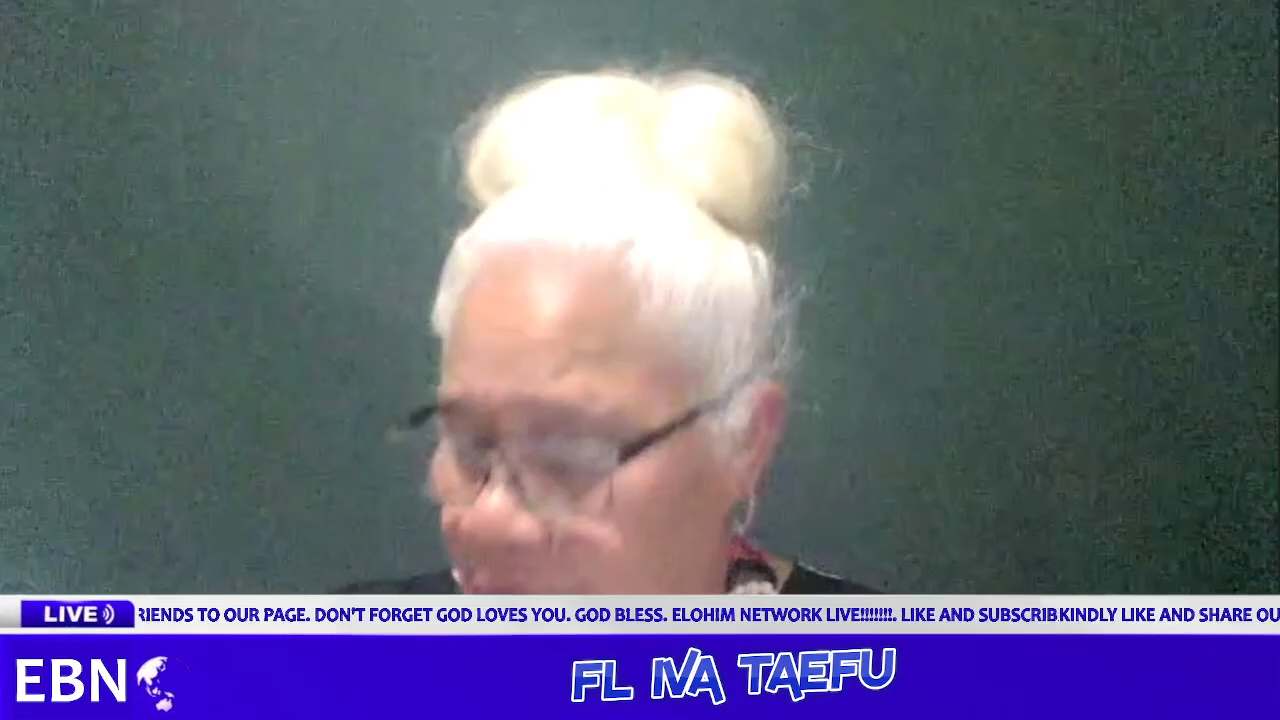 LIVE RIENDS TO OUR PAGE. DON'T FORGET GOD LOVES YOU. GOD BLESS. ELOHIM NETWORK LIVE!!!!!!!. LIKE AND SUBSCRIBKINDLY LIKE AND SHARE OU
EBN FL IVA TAEFU